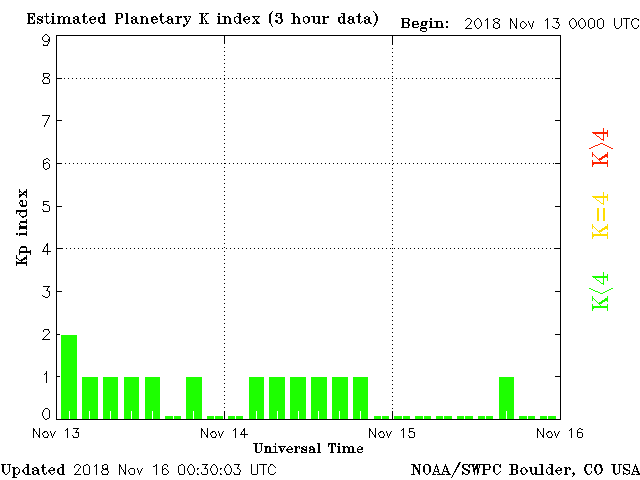 Estimated Planetary K index (3 hour data) Begin: 2018 Nov 13 0000 UTC
9
8
7
6
5
4
3
2
1
0
Kp index
K>4
K=4
K<4
Nov 13 Nov 14 Nov 15 Nov 16
Universal Time
Updated 2018 Nov 16 00:30:03 UTC NOAA/SWPC Boulder, CO USA